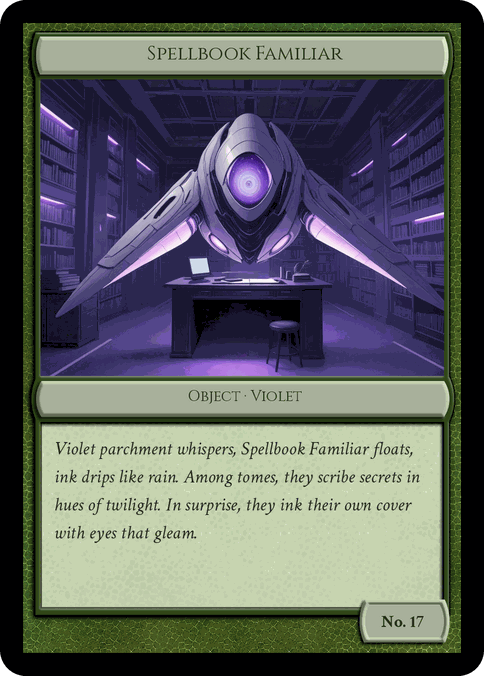 Spellbook Familiar
Object · Violet
Violet parchment whispers, Spellbook Familiar floats,
ink drips like rain. Among tomes, they scribe secrets in
hues of twilight. In surprise, they ink their own cover
with eyes that gleam.
No. 17